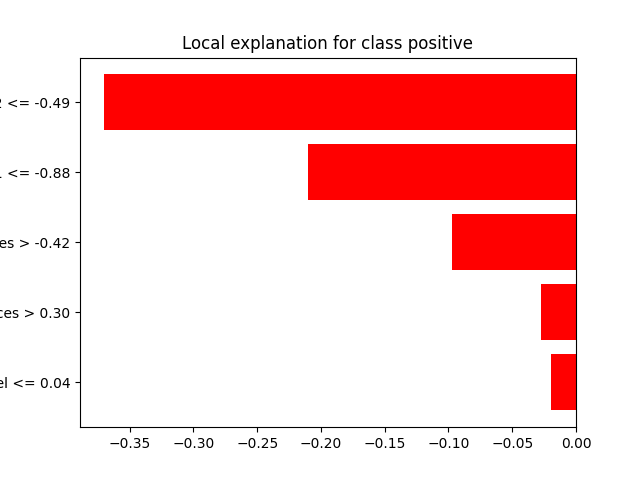 Local explanation for class positive
2 <= -0.49
<= -0.88
es > -0.42
ces > 0.30
el <= 0.04
−0.35 −0.30 −0.25 −0.20 −0.15 −0.10 −0.05 0.00